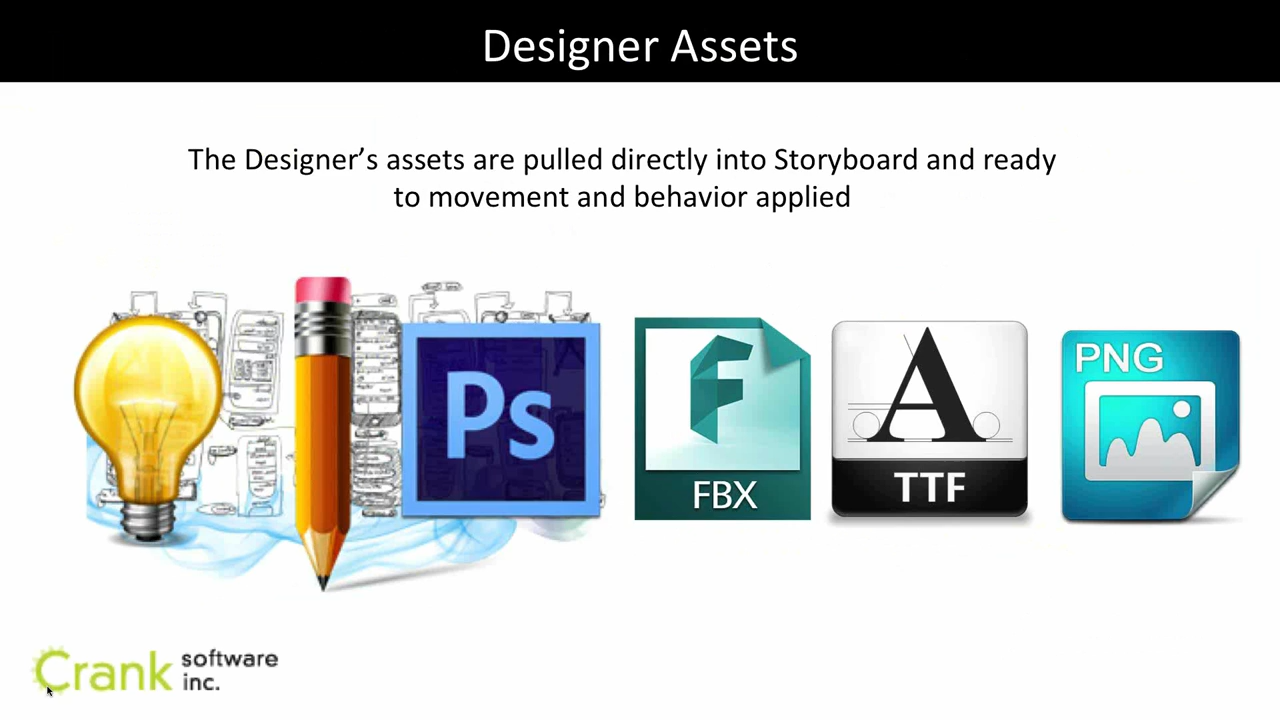 Designer Assets
The Designer’s assets are pulled directly into Storyboard and ready
to movement and behavior applied
Ps
FBX
A
TTF
PNG
Crank software
inc.